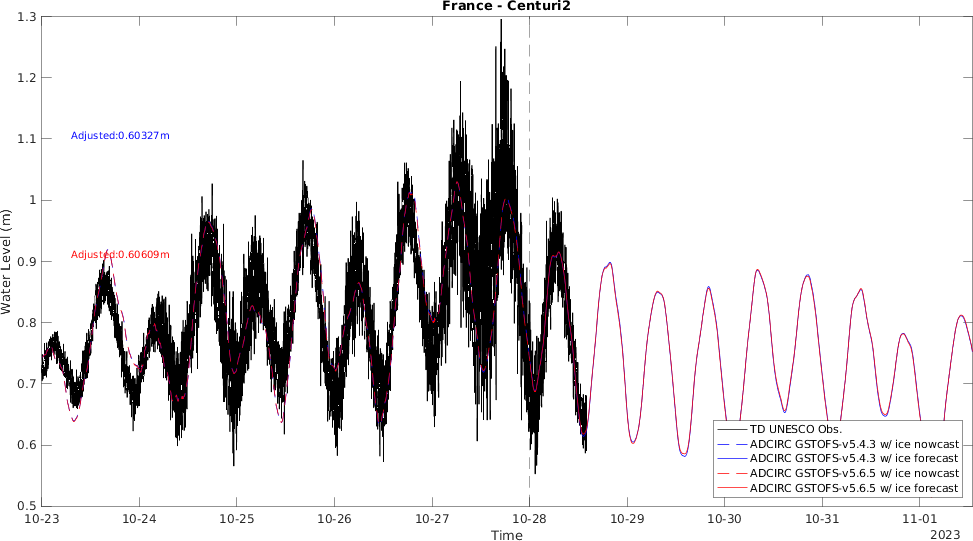 France - Centuri2
1.3
1.2
1.1
1
0.9
0.8
0.7
0.6
0.5
Water Level (m)
Adjusted:0.60327m
Adjusted:0.60609m
TD UNESCO Obs.
ADCIRC GSTOFS-v5.4.3 w/ ice nowcast
ADCIRC GSTOFS-v5.4.3 w/ ice forecast
ADCIRC GSTOFS-v5.6.5 w/ ice nowcast
ADCIRC GSTOFS-v5.6.5 w/ ice forecast
10-23 10-24 10-25 10-26 10-27 10-28 10-29 10-30 10-31 11-01
Time
2023